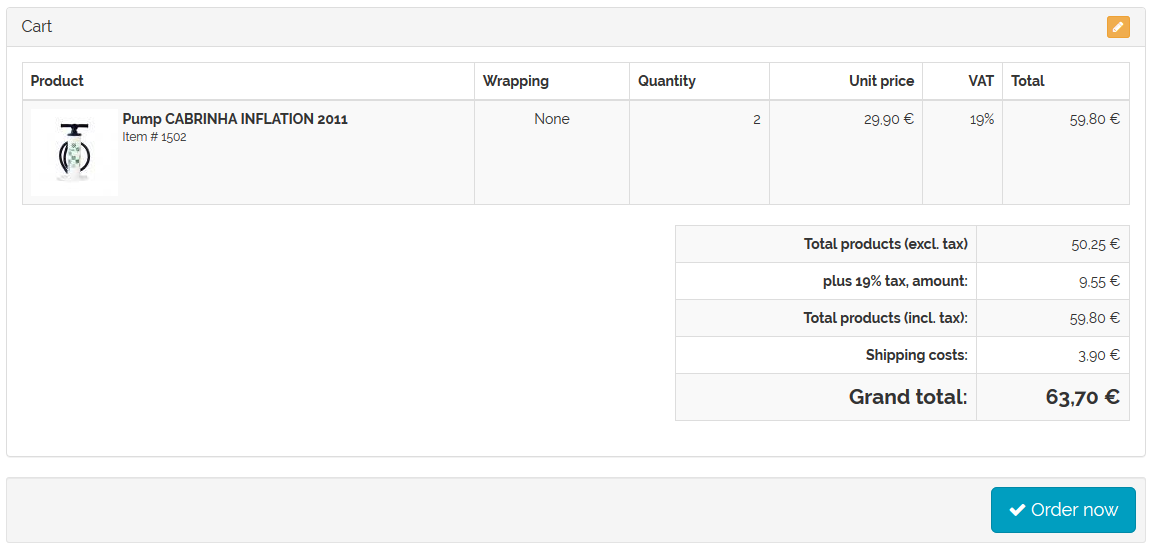 Cart
Product Wrapping Quantity Unit price VAT Total
Pump CABRINHA INFLATION 2011 None 2 29,90 € 19% 59,80 €
Item # 1502
Total products (excl. tax) 50,25 €
plus 19% tax, amount: 9,55 €
Total products (incl. tax): 59,80 €
Shipping costs: 3,90 €
Grand total: 63,70 €
Order now